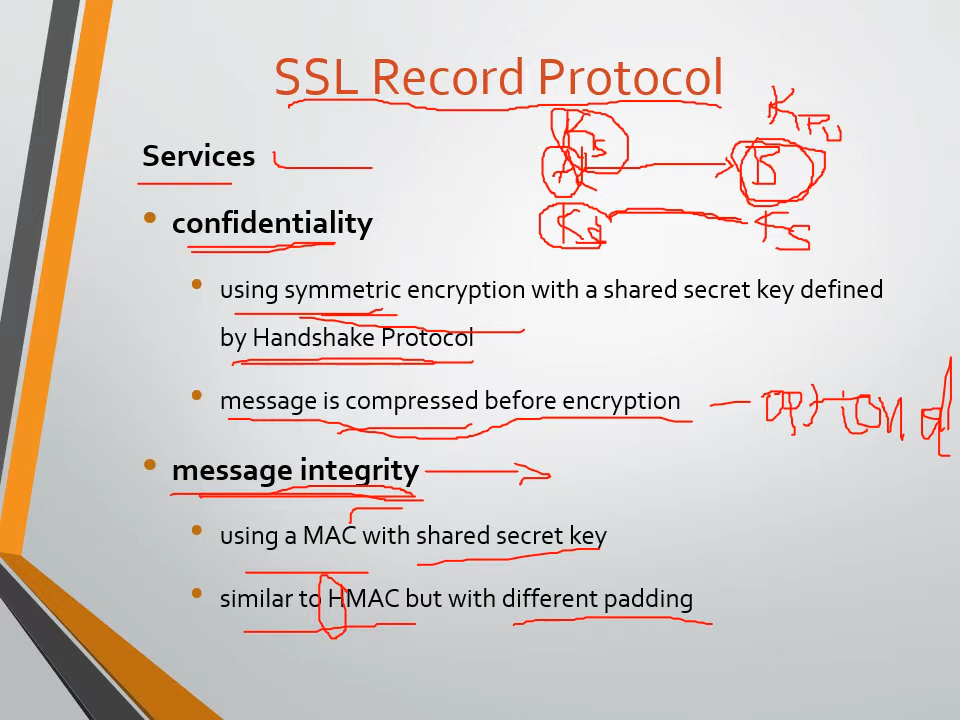 SSL Record Protocol
Services
confidentiality
using symmetric encryption with a shared secret key defined
by Handshake Protocol
message is compressed before encryption
message integrity
using a MAC with shared secret key
similar to HMAC but with different padding